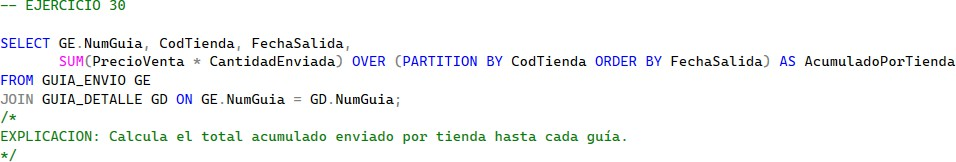 -- EJERCICIO 30
SELECT GE.NumGuia, CodTienda, FechaSalida,
SUM(PrecioVenta * CantidadEnviada) OVER (PARTITION BY CodTienda ORDER BY FechaSalida) AS AcumuladoPorTienda
FROM GUIA_ENVIO GE
JOIN GUIA_DETALLE GD ON GE.NumGuia = GD.NumGuia;
/*
EXPLICACION: Calcula el total acumulado enviado por tienda hasta cada guía.
*/